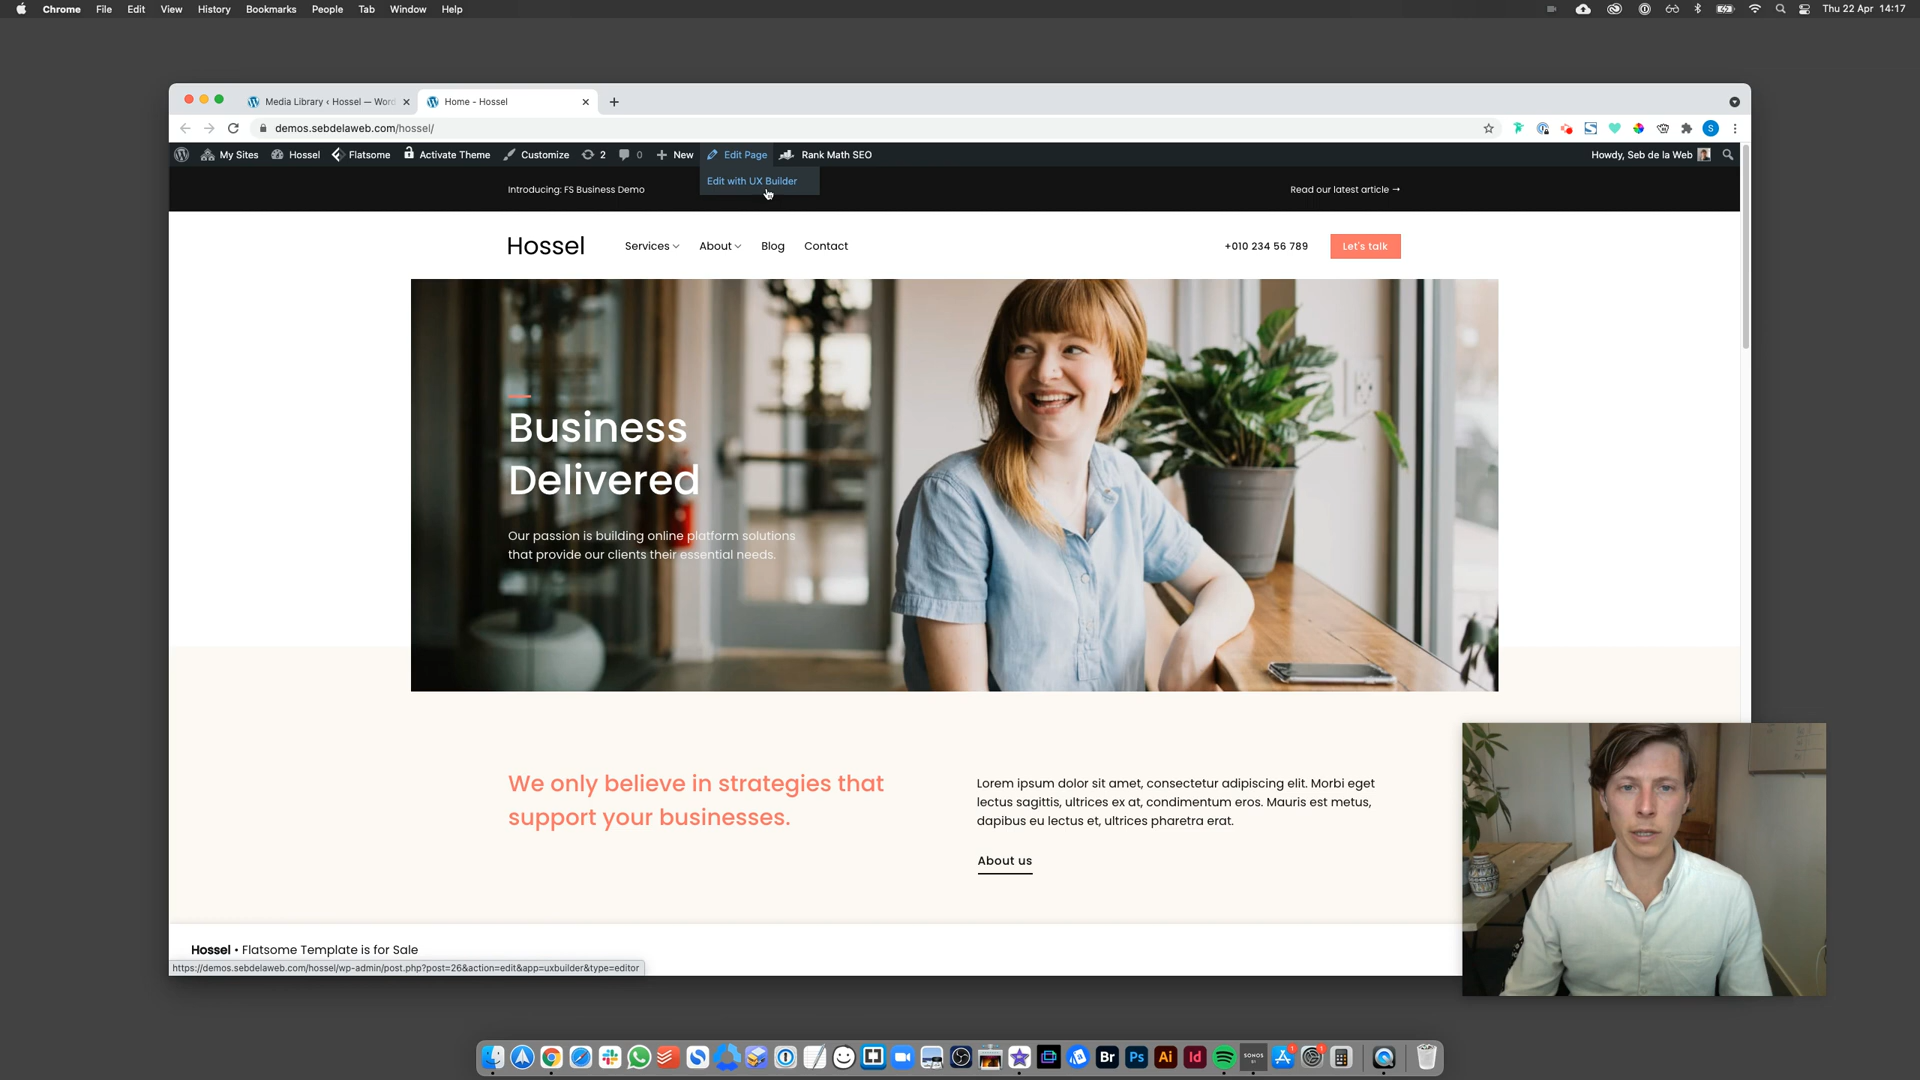 Chrome File Edit View History Bookmarks People Tab Window Help
Thu 22 Apr 14:17
Media Library ‹ Hossel — Word
Home - Hossel
demos.sebdelaweb.com/hossel/
S
My Sites Hossel Flatsome Activate Theme Customize 2 0 New Edit Page Rank Math SEO
Howdy, Seb de la Web
Edit with UX Builder
Introducing: FS Business Demo
Read our latest article →
Hossel
Services About Blog Contact
+010 234 56 789
Let's talk
Business
Delivered
Our passion is building online platform solutions
that provide our clients their essential needs.
We only believe in strategies that
support your businesses.
Lorem ipsum dolor sit amet, consectetur adipiscing elit. Morbi eget
lectus sagittis, ultrices ex at, condimentum eros. Mauris est metus,
dapibus eu lectus et, ultrices pharetra erat.
About us
Hossel • Flatsome Template is for Sale
https://demos.sebdelaweb.com/hossel/wp-admin/post.php?post=26&action=edit&app=uxbuilder&type=editor
Br Ps Ai Id SONOS 1 1